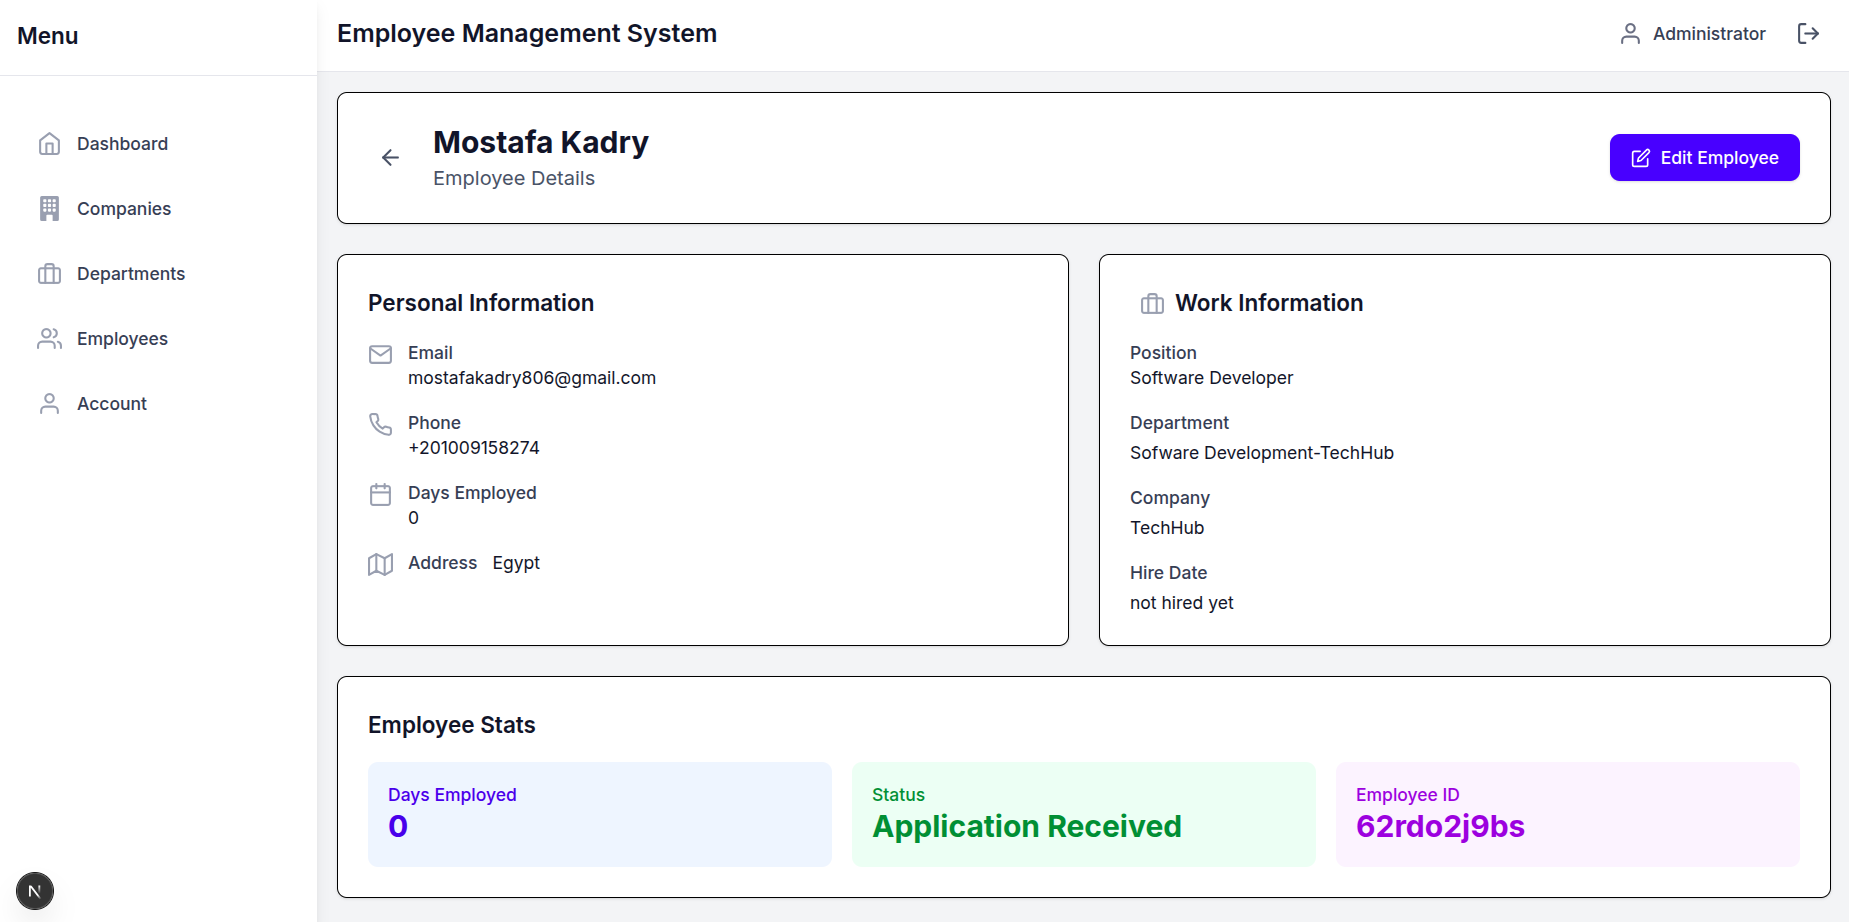 Menu
Employee Management System
Administrator
Dashboard
Companies
Departments
Employees
Account
Mostafa Kadry
Employee Details
Edit Employee
Personal Information
Email
mostafakadry806@gmail.com
Phone
+201009158274
Days Employed
0
Address Egypt
Work Information
Position
Software Developer
Department
Sofware Development-TechHub
Company
TechHub
Hire Date
not hired yet
Employee Stats
Days Employed
0
Status
Application Received
Employee ID
62rdo2j9bs
N